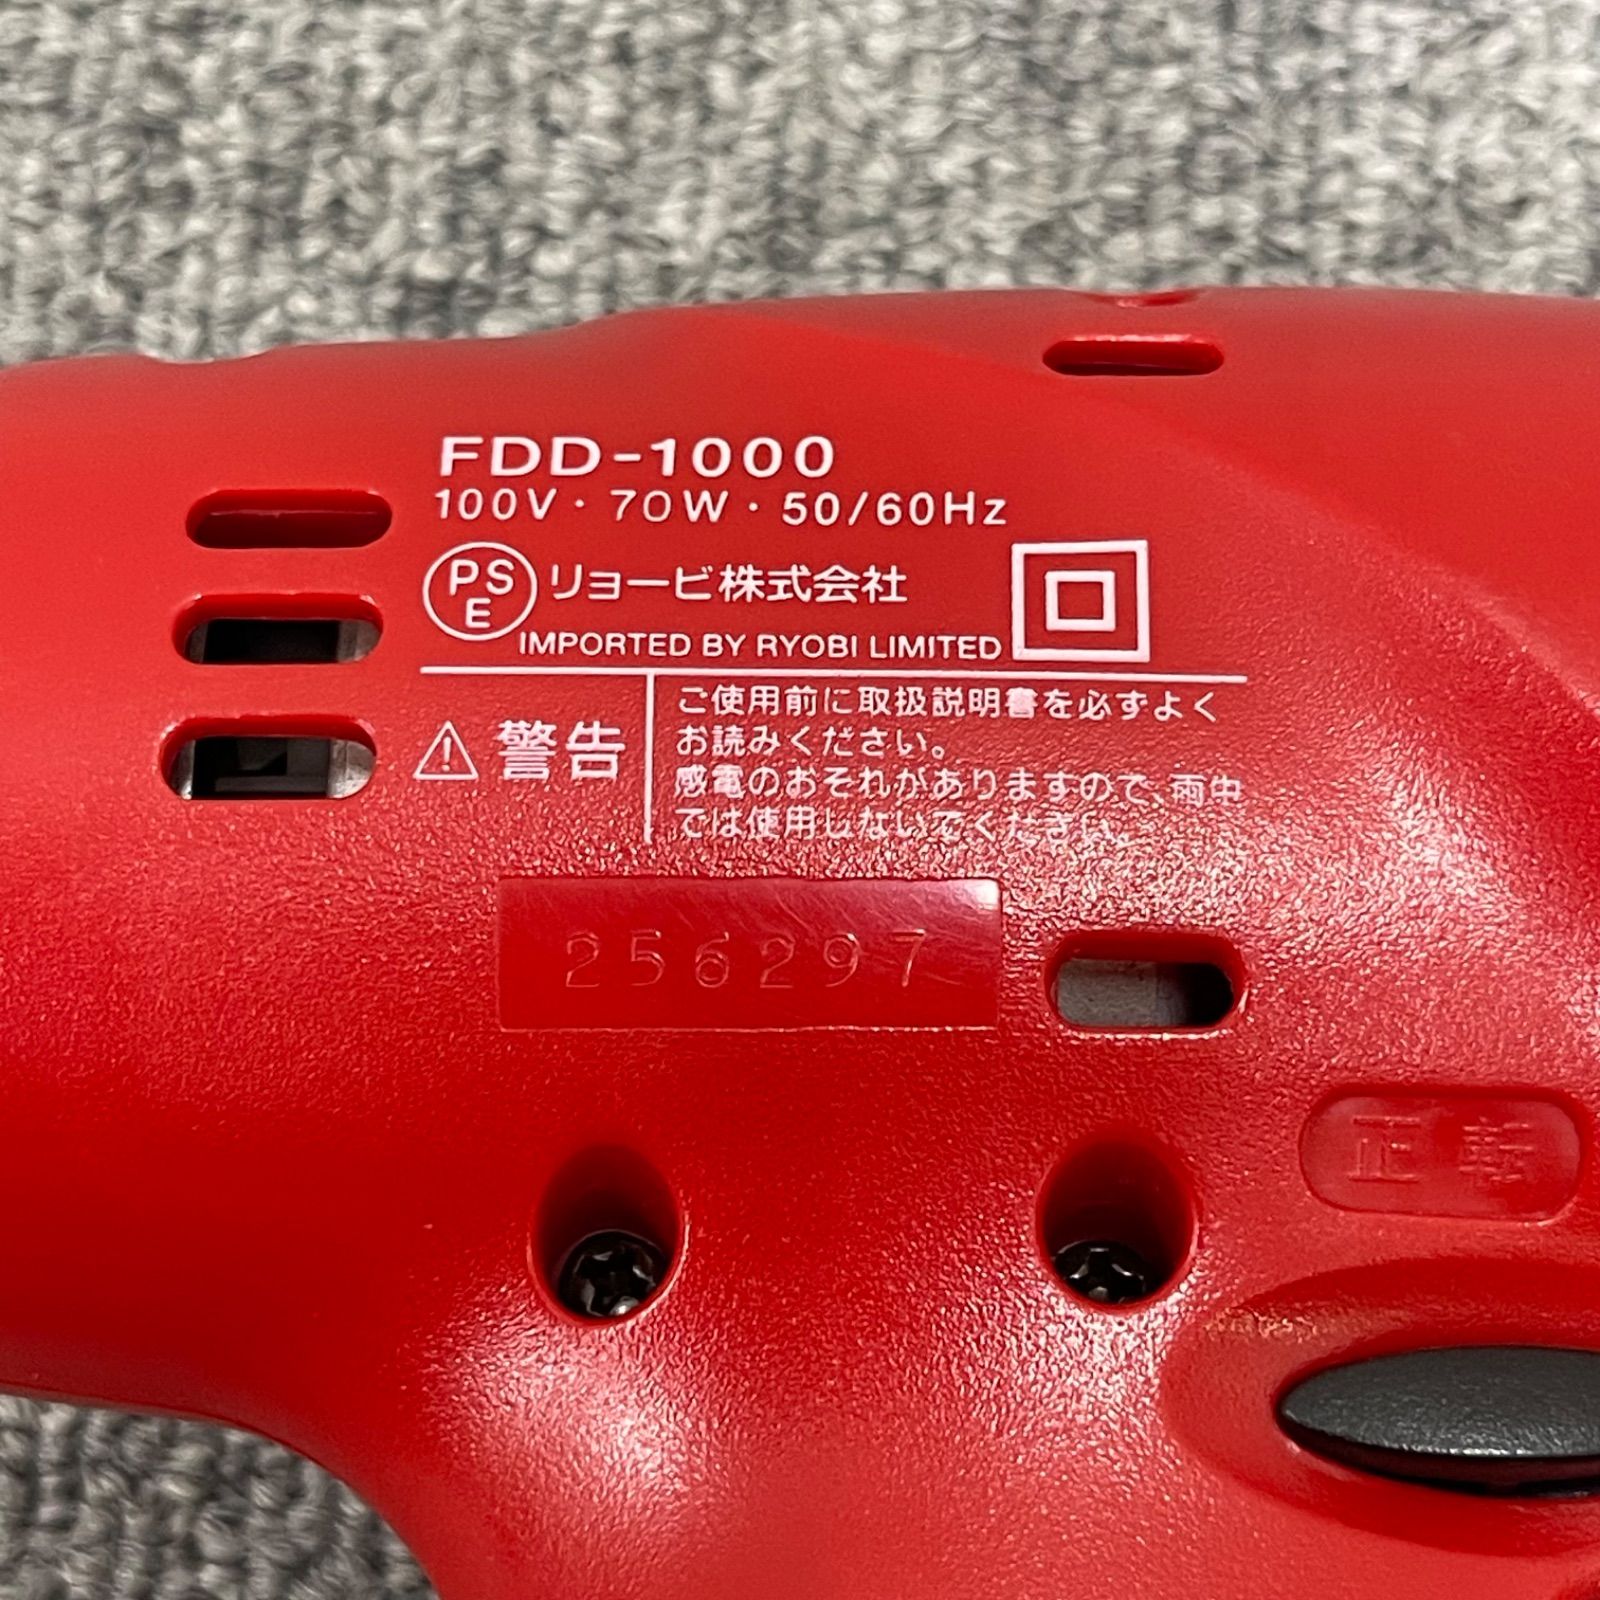 FDD-1000
100V・70W・50/60Hz
PSE リョービ株式会社
IMPORTED BY RYOBI LIMITED
警告
ご使用前に取扱説明書を必ずよく
お読みください。
感電のおそれがありますので、雨中
では使用しないでください。
256297
正転